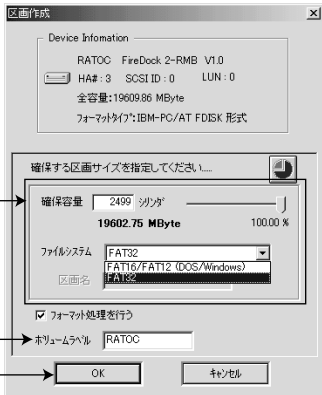 区画作成
Device Infomation
RATOC FireDock 2-RMB V1.0
HA#: 3 SCSI ID : 0 LUN : 0
全容量:19609.86 MByte
フォーマットタイプ:IBM-PC/AT FDISK 形式
確保する区画サイズを指定してください.....
確保容量 2499 シリンダ
19602.75 MByte 100.00 %
ファイルシステム FAT32
FAT16/FAT12 (DOS/Windows)
FAT32
区画名
フォーマット処理を行う
ボリュームラベル RATOC
OK キャンセル